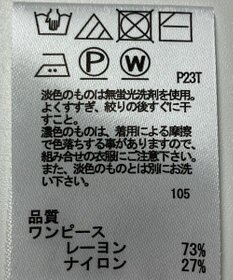 P23T
淡色のものは無蛍光洗剤を使用。
よくすすぎ、絞りの後すぐに干
すこと。
濃色のものは、着用による摩擦
で色落ちする事がありますので、
組み合せの衣服にご注意下さい。
また、淡色のものとは別にお洗
い下さい。
105
品質
ワンピース
レーヨン 73%
ナイロン 27%